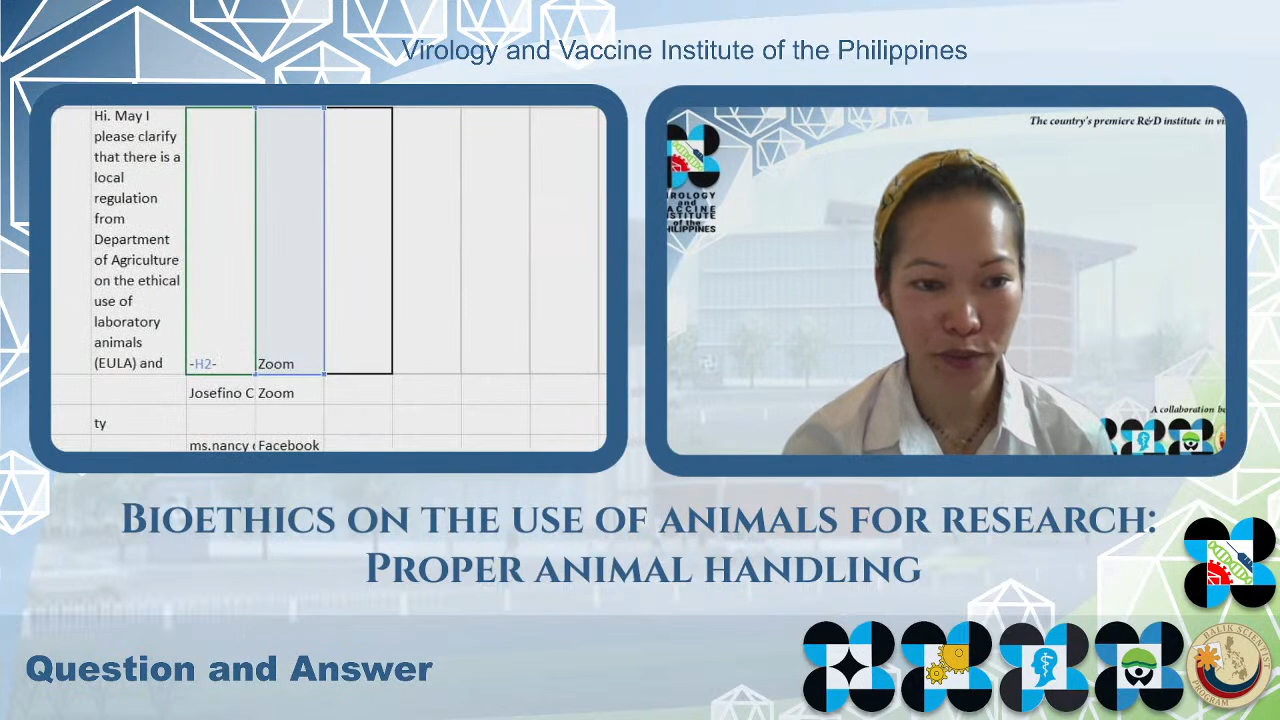 Virology and Vaccine Institute of the Philippines
Hi. May I
please clarify
that there is a
local
regulation
from
Department
of Agriculture
on the ethical
use of
laboratory
animals
(EULA) and
-H2-
Zoom
Josefino C
Zoom
ty
ms.nancy
Facebook
The country's premiere R&D institute in
VIROLOGY
and
VACCINE
INSTITUTE
of the
PHILIPPINES
A collaboration
BIOETHICS ON THE USE OF ANIMALS FOR RESEARCH:
PROPER ANIMAL HANDLING
Question and Answer
BALIK SCIENTIST
PROGRAM